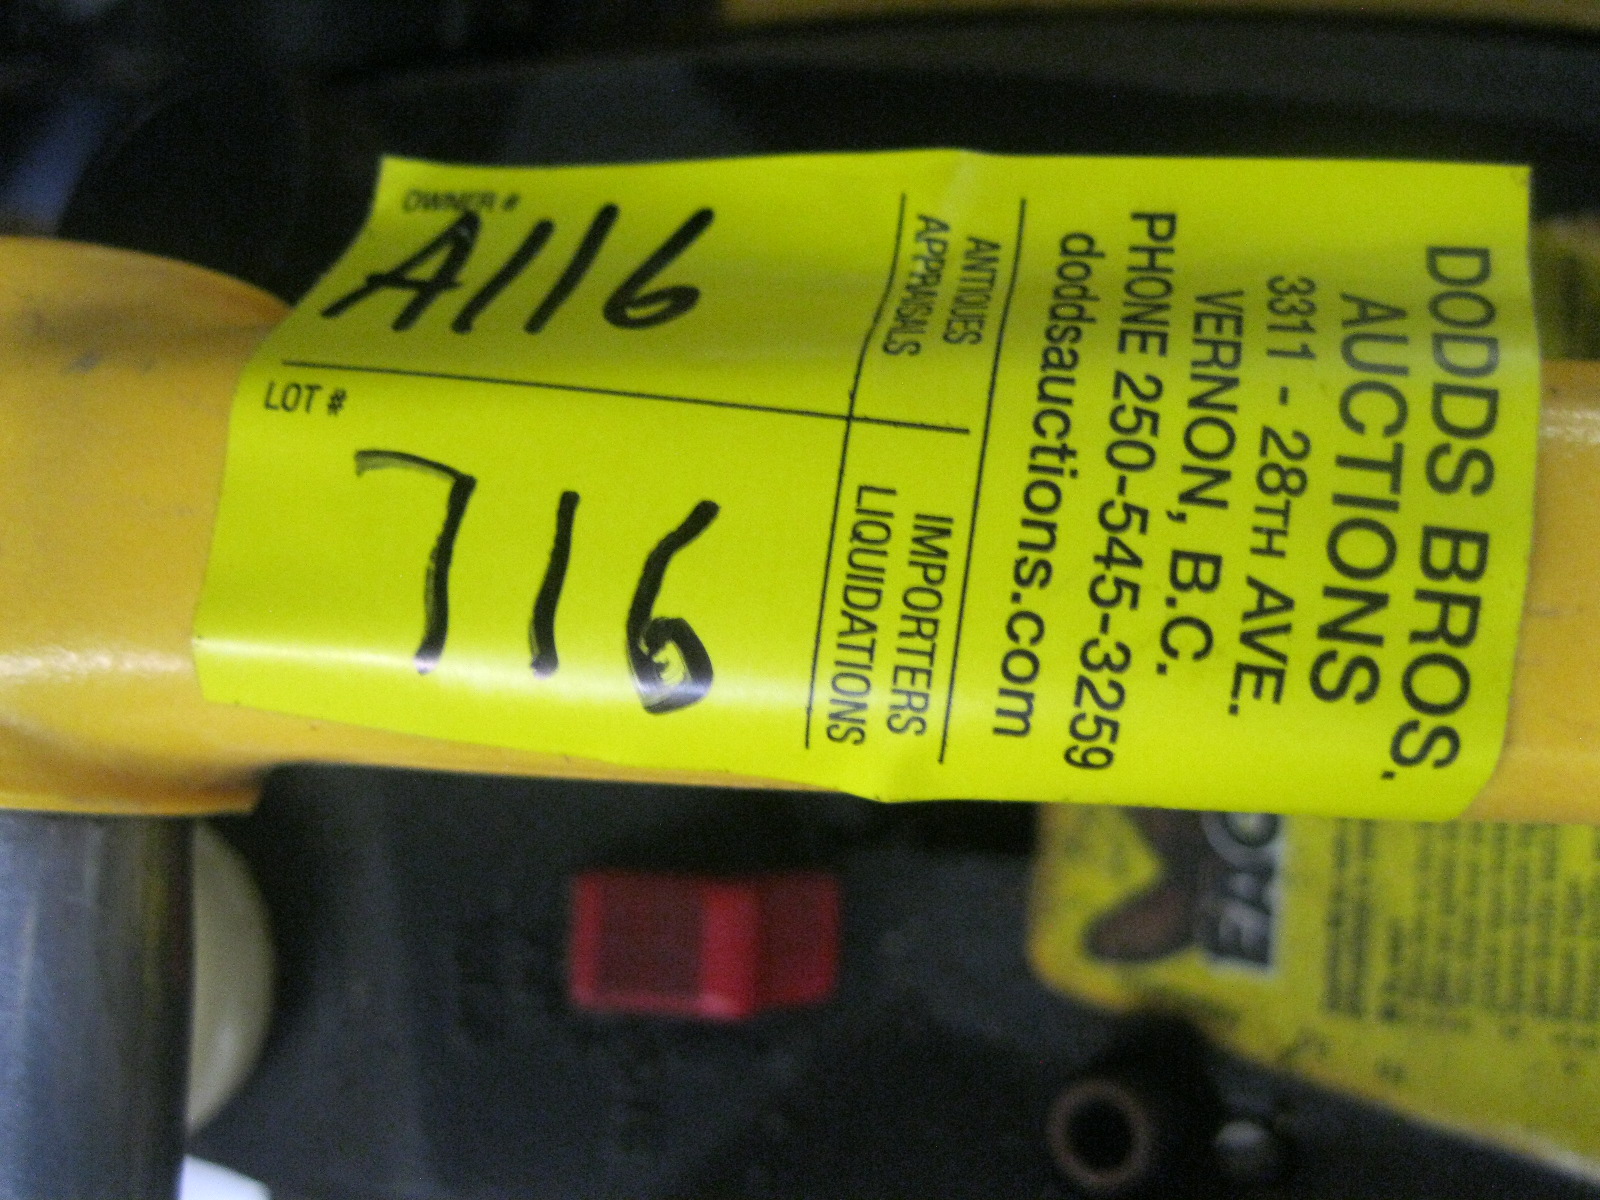 DODDS BROS.
AUCTIONS
3311 - 28TH AVE.
VERNON, B.C.
PHONE 250-545-3259
doddsauctions.com
ANTIQUES
APPRAISALS
IMPORTERS
LIQUIDATIONS
OWNER #
A116
LOT #
716